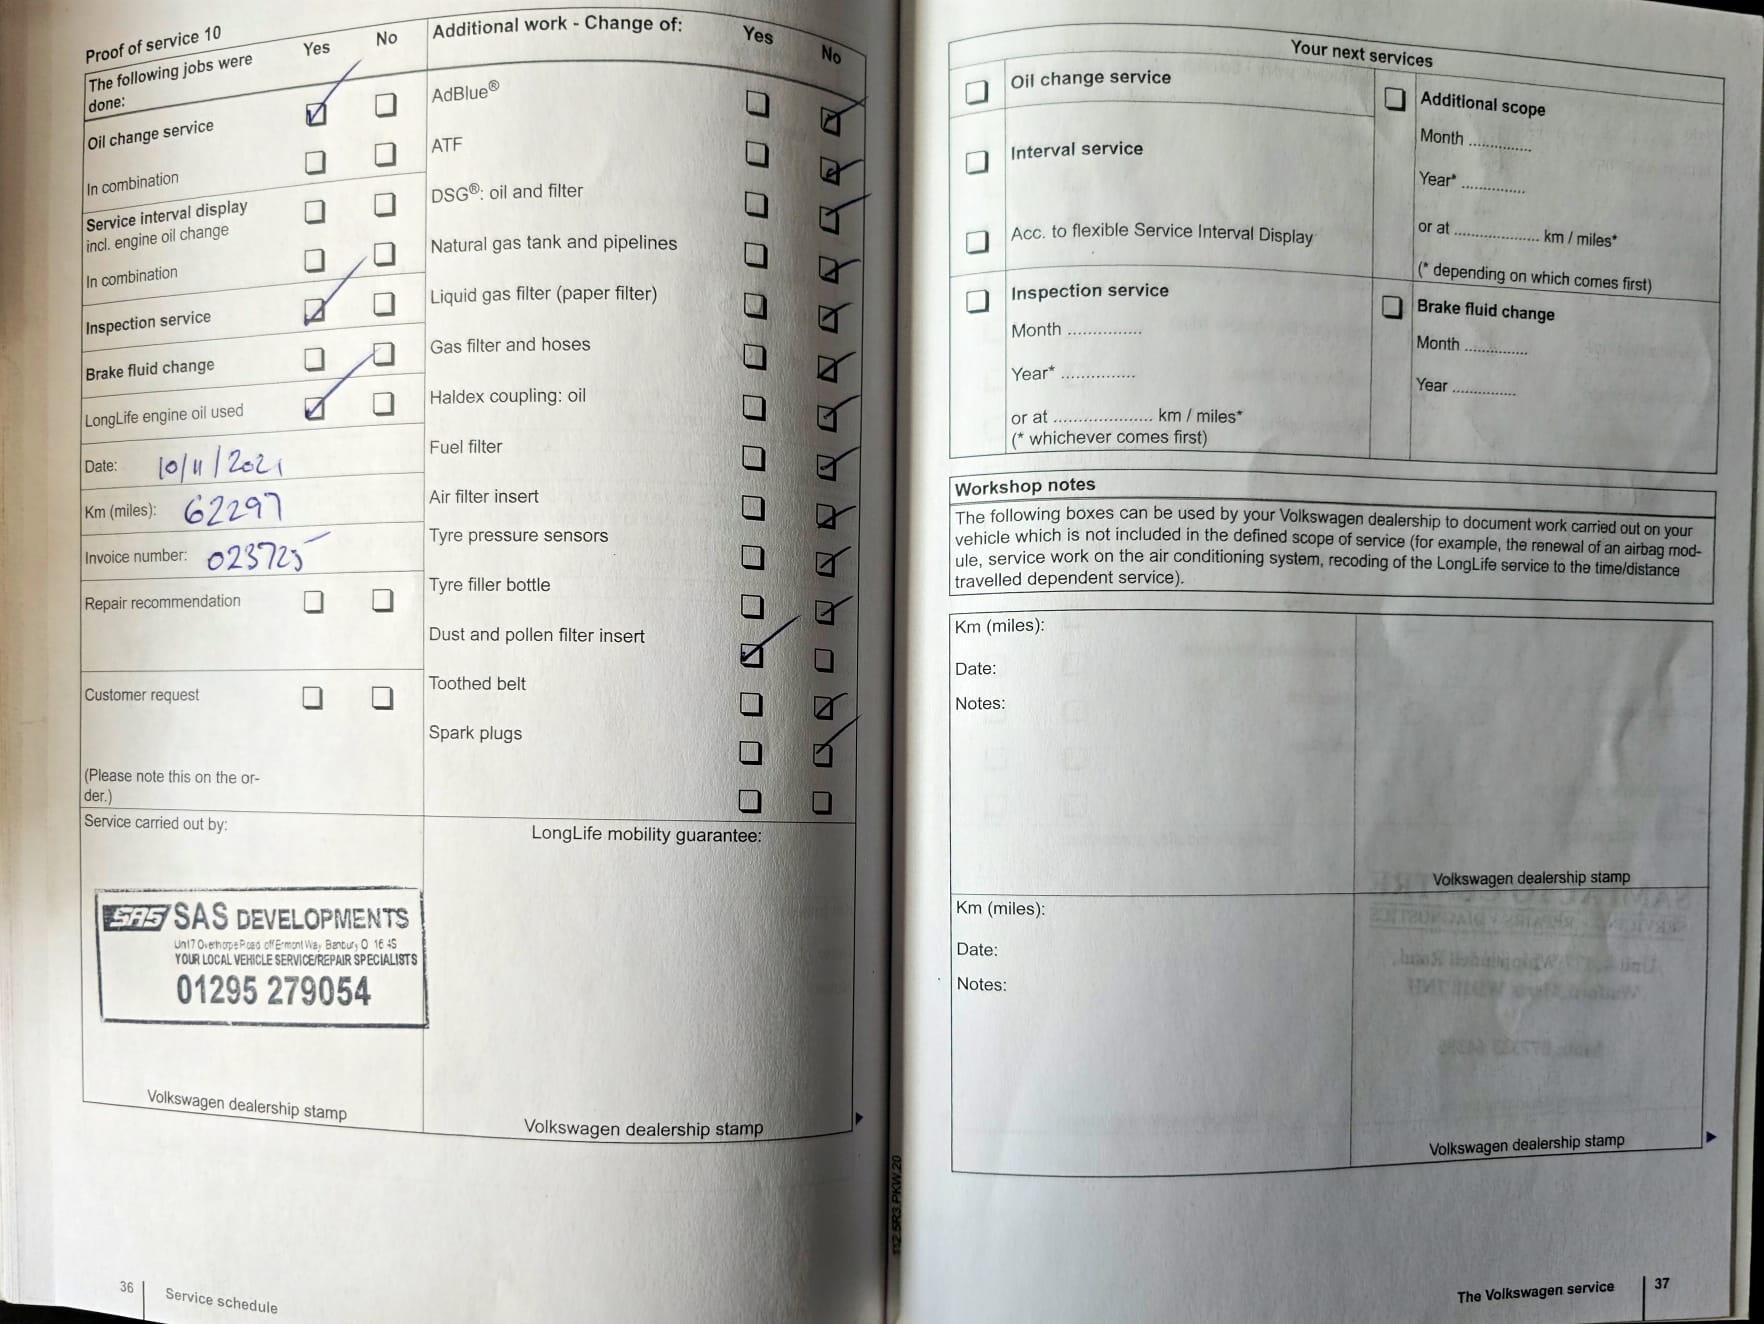 Proof of service 10
The following jobs were
done:
Yes
No
Oil change service
In combination
Service interval display
incl. engine oil change
In combination
Inspection service
Brake fluid change
LongLife engine oil used
Date: 10/11/2021
Km (miles): 62297
Invoice number: 023725
Repair recommendation
Customer request
(Please note this on the or-
der.)
Service carried out by:
SAS SAS DEVELOPMENTS
YOUR LOCAL VEHICLE SERVICE/REPAIR SPECIALISTS
01295 279054
Volkswagen dealership stamp
Additional work - Change of:
Yes
No
AdBlue®
ATF
DSG®: oil and filter
Natural gas tank and pipelines
Liquid gas filter (paper filter)
Gas filter and hoses
Haldex coupling: oil
Fuel filter
Air filter insert
Tyre pressure sensors
Tyre filler bottle
Dust and pollen filter insert
Toothed belt
Spark plugs
LongLife mobility guarantee:
Volkswagen dealership stamp
36
Service schedule
Your next services
Oil change service
Interval service
Acc. to flexible Service Interval Display
Inspection service
Month ..............
Year* ..............
or at ................... km / miles*
(* whichever comes first)
Additional scope
Month ............
Year* ............
or at ................ km / miles*
(* depending on which comes first)
Brake fluid change
Month ............
Year ............
Workshop notes
The following boxes can be used by your Volkswagen dealership to document work carried out on your
vehicle which is not included in the defined scope of service (for example, the renewal of an airbag mod-
ule, service work on the air conditioning system, recoding of the LongLife service to the time/distance
travelled dependent service).
Km (miles):
Date:
Notes:
Volkswagen dealership stamp
Km (miles):
Date:
Notes:
Volkswagen dealership stamp
The Volkswagen service
37